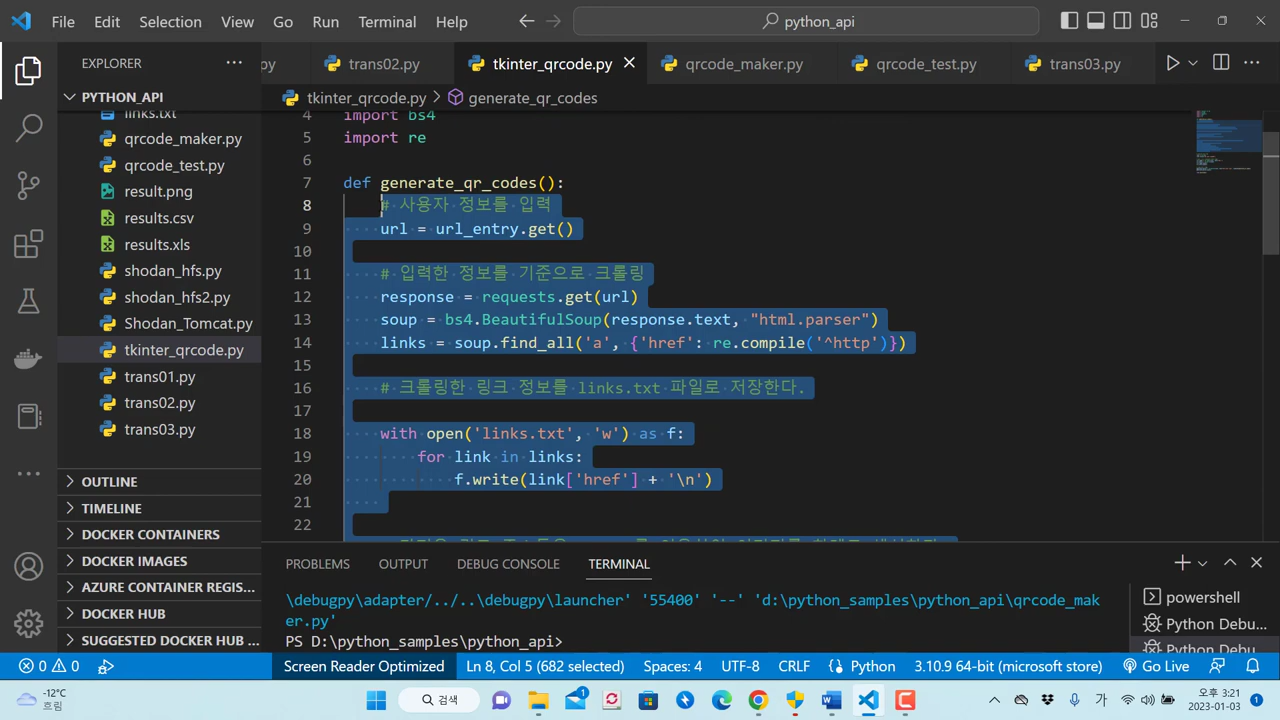 File Edit Selection View Go Run Terminal Help
python_api
EXPLORER
PYTHON_API
links.txt
qrcode_maker.py
qrcode_test.py
result.png
results.csv
results.xls
shodan_hfs.py
shodan_hfs2.py
Shodan_Tomcat.py
tkinter_qrcode.py
trans01.py
trans02.py
trans03.py
OUTLINE
TIMELINE
DOCKER CONTAINERS
DOCKER IMAGES
AZURE CONTAINER REGIS...
DOCKER HUB
SUGGESTED DOCKER HUB ...
py trans02.py tkinter_qrcode.py qrcode_maker.py qrcode_test.py trans03.py
tkinter_qrcode.py > generate_qr_codes
4 import bs4
5 import re
6
7 def generate_qr_codes():
8 # 사용자 정보를 입력
9 url = url_entry.get()
10
11 # 입력한 정보를 기준으로 크롤링
12 response = requests.get(url)
13 soup = bs4.BeautifulSoup(response.text, "html.parser")
14 links = soup.find_all('a', {'href': re.compile('^http')})
15
16 # 크롤링한 링크 정보를 links.txt 파일로 저장한다.
17
18 with open('links.txt', 'w') as f:
19 for link in links:
20 f.write(link['href'] + '\n')
21
22
PROBLEMS OUTPUT DEBUG CONSOLE TERMINAL
\debugpy\adapter/../..\debugpy\launcher' '55400' '--' 'd:\python_samples\python_api\qrcode_mak
er.py'
PS D:\python_samples\python_api>
powershell
Python Debu...
Python Debu...
0 0 Screen Reader Optimized Ln 8, Col 5 (682 selected) Spaces: 4 UTF-8 CRLF Python 3.10.9 64-bit (microsoft store) Go Live
-12°C
흐림
검색
1
가
오후 3:21
2023-01-03
1